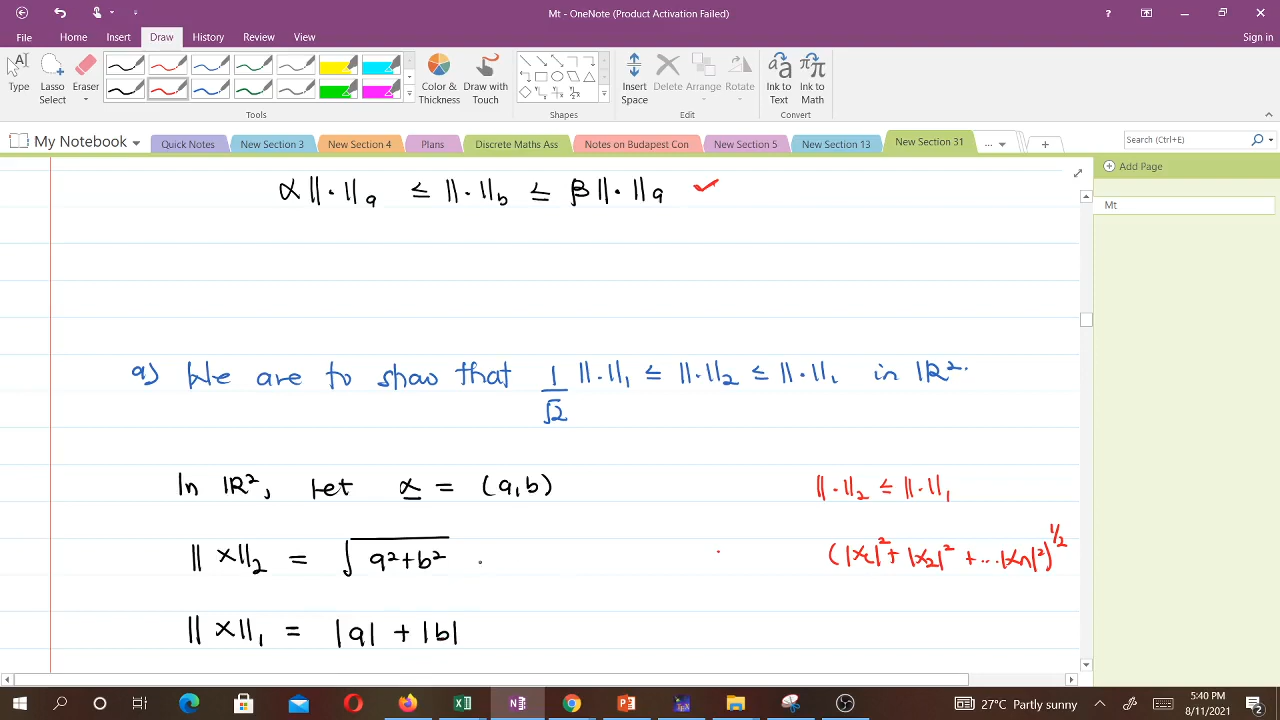 Mt - OneNote (Product Activation Failed)
File Home Insert Draw History Review View Sign in
Type Lasso Select Eraser Color & Thickness Draw with Touch Insert Space Delete Arrange Rotate Ink to Text Ink to Math
Tools Shapes Edit Convert
My Notebook Quick Notes New Section 3 New Section 4 Plans Discrete Maths Ass Notes on Budapest Con New Section 5 New Section 13 New Section 31 ... + Search (Ctrl+E)
Add Page
Mt
α||·||a ≤ ||·||b ≤ β||·||a ✓
a) We are to show that 1/√2 ||·||₁ ≤ ||·||₂ ≤ ||·||₁ in ℝ².
In ℝ², Let x = (a,b)
||·||₂ ≤ ||·||₁
||x||₂ = √(a²+b²)
(|x₁|²+|x₂|²+...|xn|²)^1/2
||x||₁ = |a| + |b|
27°C Partly sunny
5:40 PM
8/11/2021
2